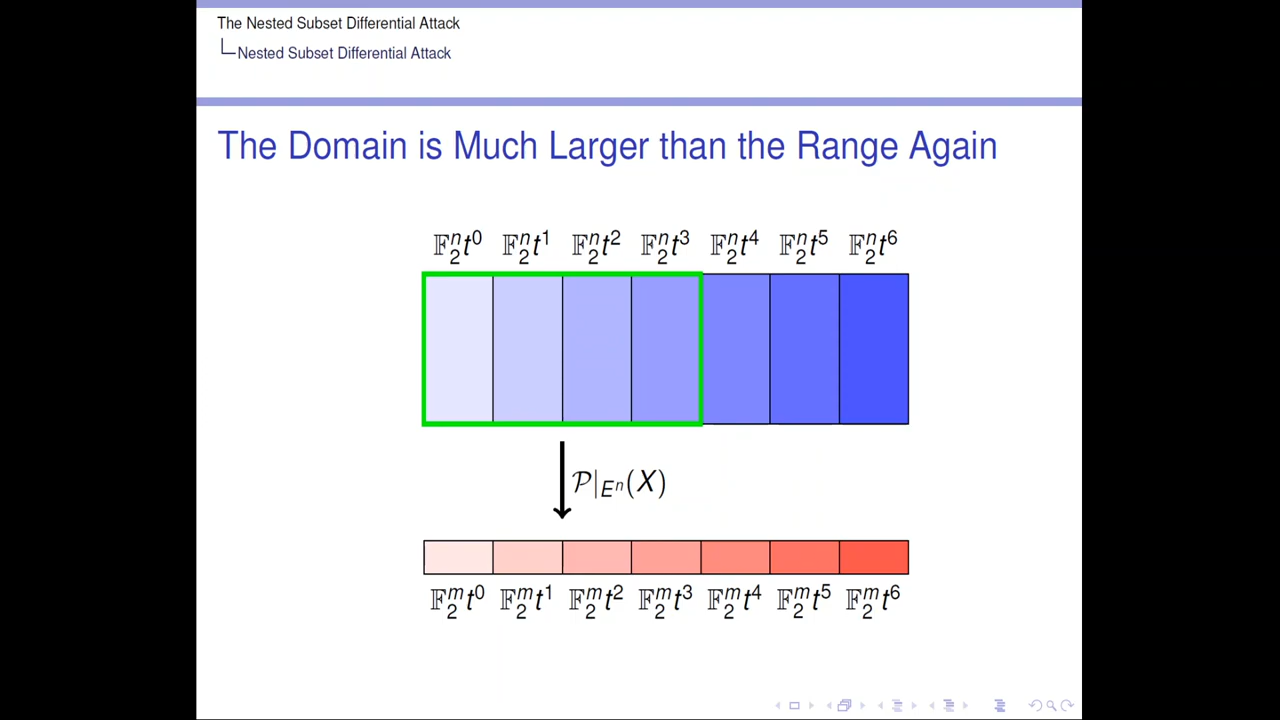 The Nested Subset Differential Attack
Nested Subset Differential Attack
The Domain is Much Larger than the Range Again
𝔽₂ⁿt⁰ 𝔽₂ⁿt¹ 𝔽₂ⁿt² 𝔽₂ⁿt³ 𝔽₂ⁿt⁴ 𝔽₂ⁿt⁵ 𝔽₂ⁿt⁶
𝒫|_{Eⁿ}(X)
𝔽₂ᵐt⁰ 𝔽₂ᵐt¹ 𝔽₂ᵐt² 𝔽₂ᵐt³ 𝔽₂ᵐt⁴ 𝔽₂ᵐt⁵ 𝔽₂ᵐt⁶